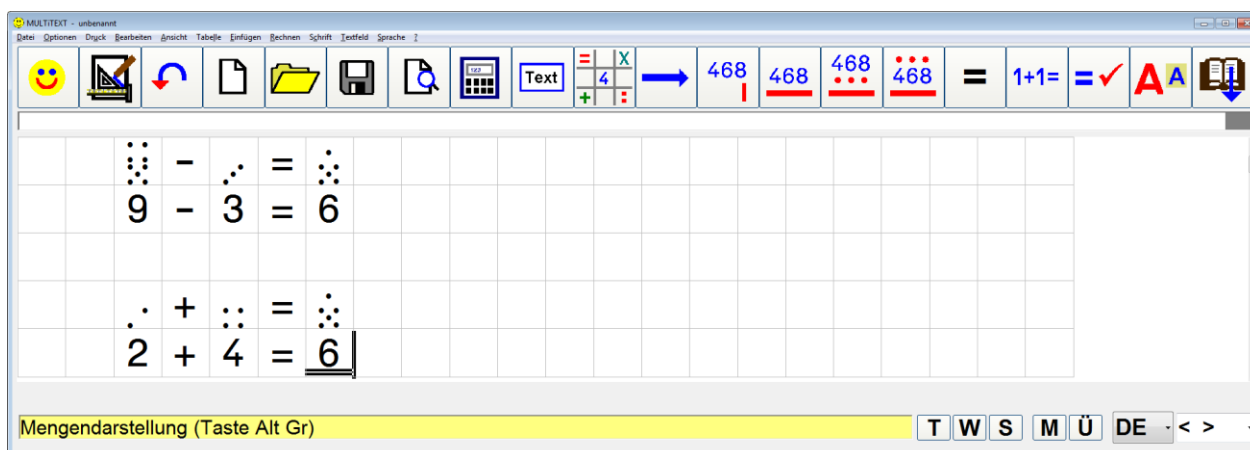 MULTiTEXT - unbenannt
Datei Optionen Druck Bearbeiten Ansicht Tabelle Einfügen Rechnen Schrift Textfeld Sprache ?
Text = X 4 + : 468 468 468 468 = 1+1= = A A
- =
9 - 3 = 6
+ =
2 + 4 = 6
Mengendarstellung (Taste Alt Gr) T W S M Ü DE < >